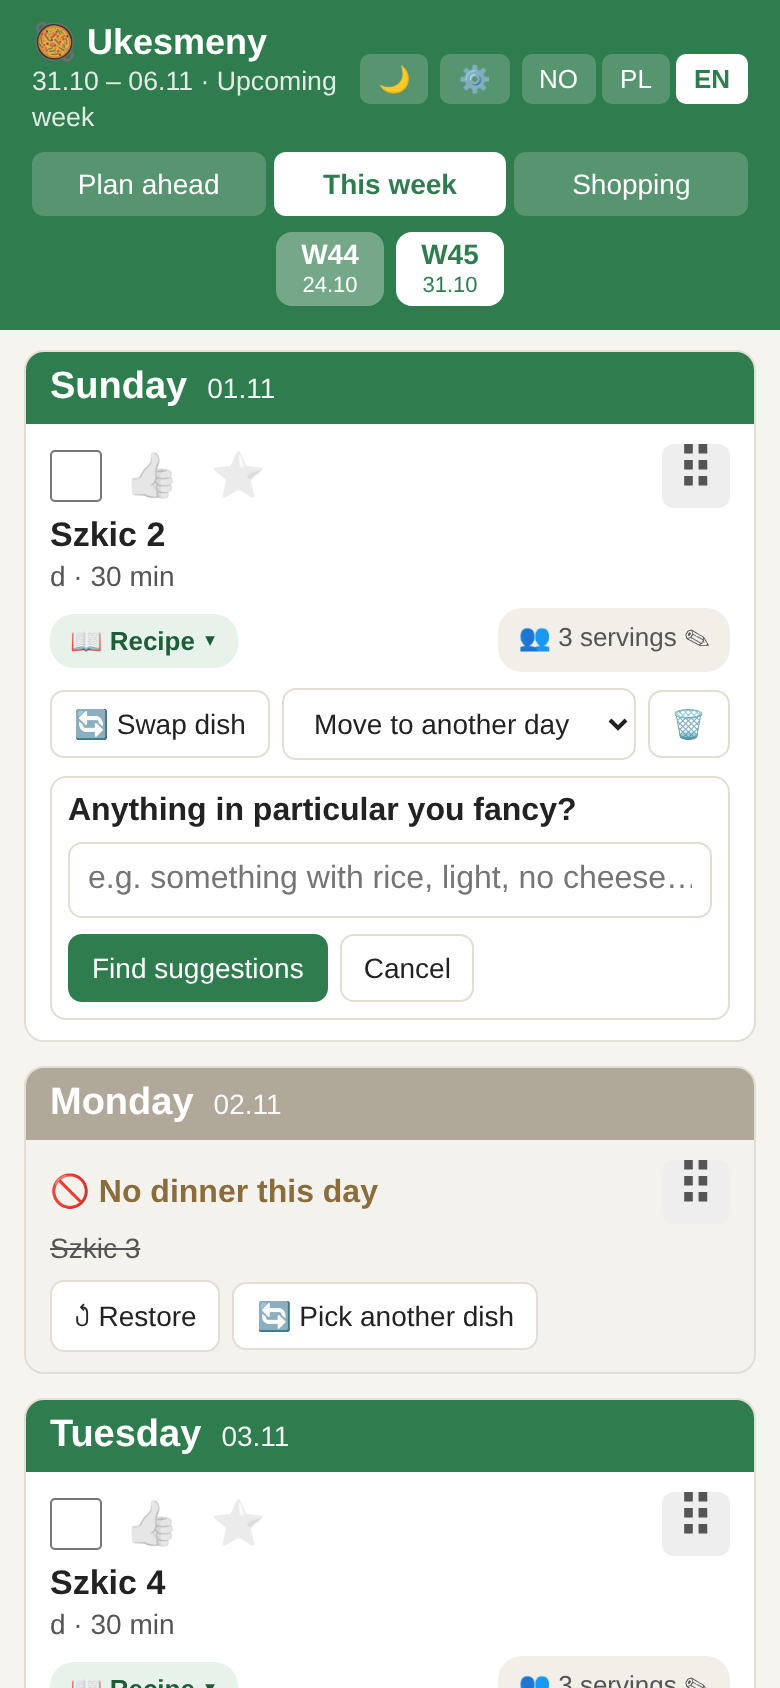 Ukesmeny
31.10 – 06.11 · Upcoming
week
NO
PL
EN
Plan ahead
This week
Shopping
W44
24.10
W45
31.10
Sunday 01.11
Szkic 2
d · 30 min
Recipe ▾
3 servings ✎
Swap dish
Move to another day
Anything in particular you fancy?
e.g. something with rice, light, no cheese…
Find suggestions
Cancel
Monday 02.11
No dinner this day
Szkic 3
Restore
Pick another dish
Tuesday 03.11
Szkic 4
d · 30 min
Recipe ▾
3 servings ✎